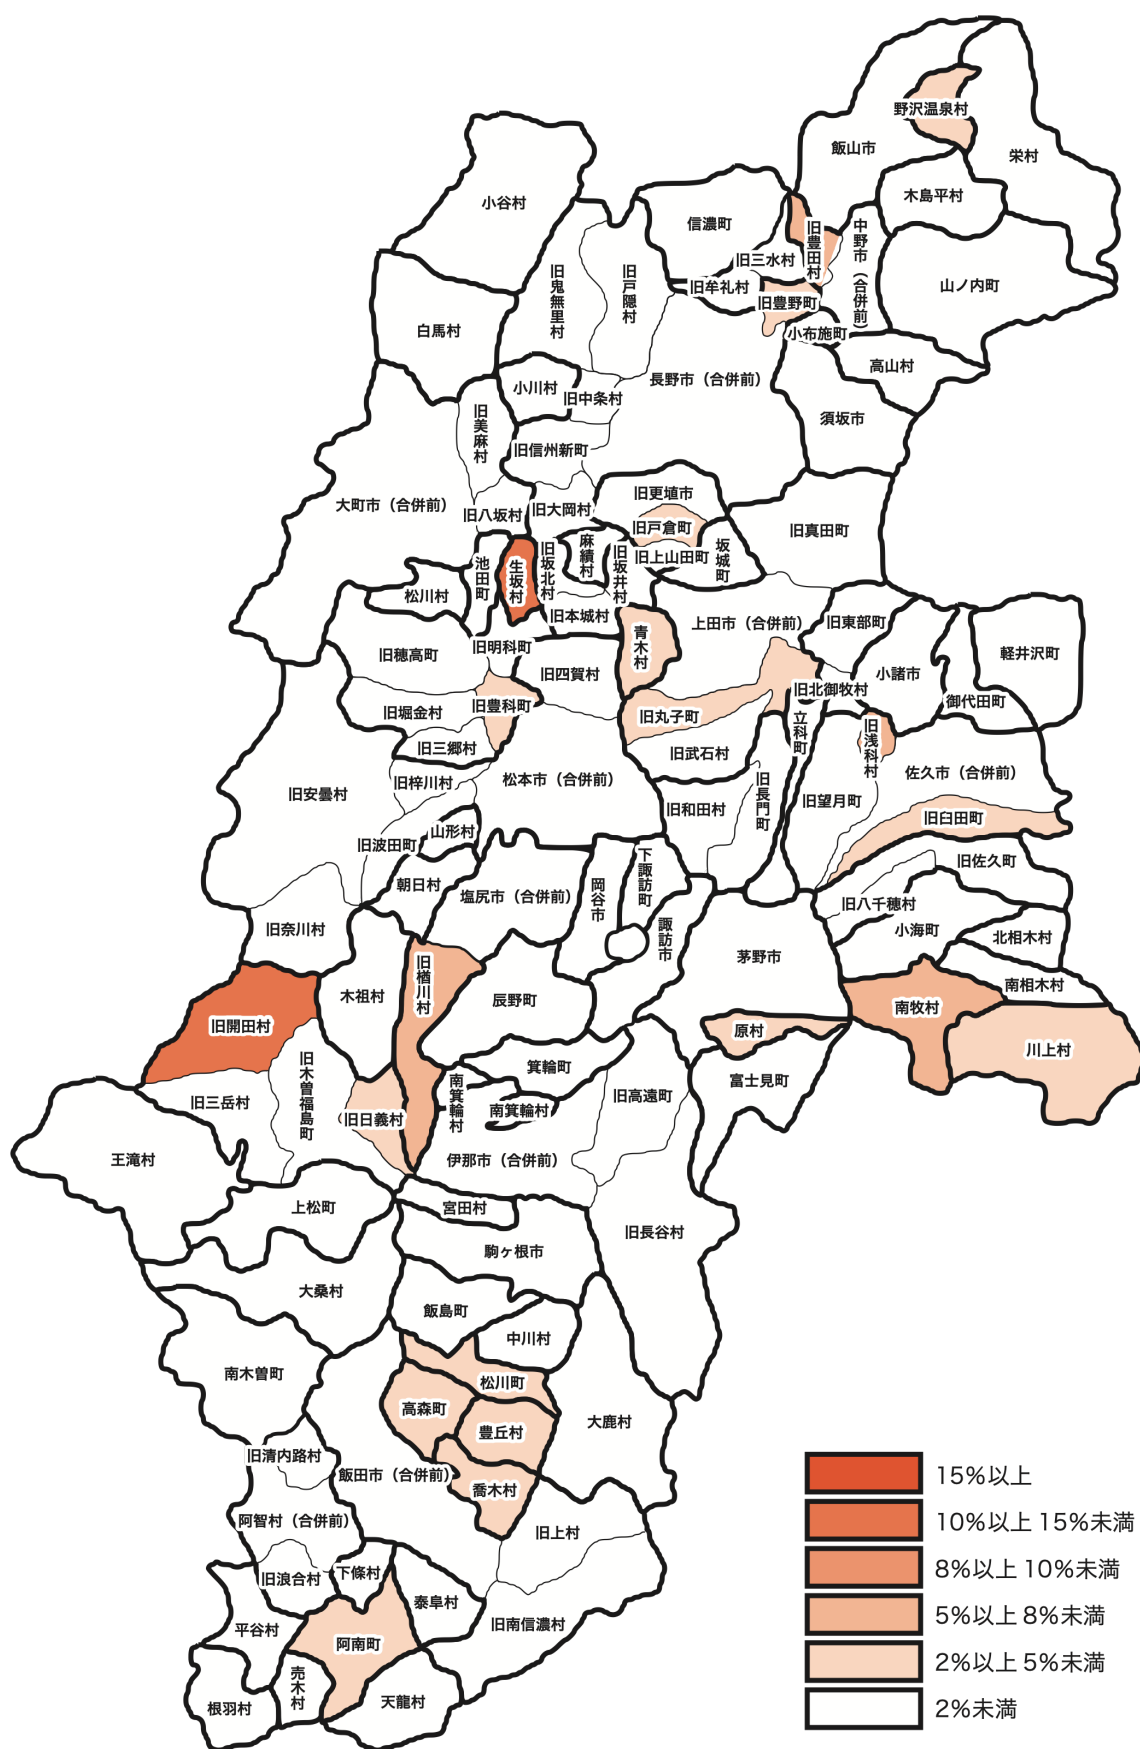 野沢温泉村
飯山市
栄村
木島平村
小谷村
信濃町
旧豊田村
中野市（合併前）
旧三水村
旧鬼無里村
旧戸隠村
旧牟礼村
山ノ内町
旧豊野町
白馬村
小布施町
高山村
長野市（合併前）
小川村
旧中条村
須坂市
旧美麻村
旧信州新町
大町市（合併前）
旧八坂村
旧大岡村
旧更埴市
旧戸倉町
旧真田町
池田町
生坂村
旧坂北村
麻績村
旧坂井村
旧上山田町
坂城町
松川村
旧本城村
青木村
上田市（合併前）
旧東部町
旧穂高町
旧明科町
旧四賀村
軽井沢町
小諸市
旧北御牧村
御代田町
旧堀金村
旧豊科町
旧丸子町
立科町
旧浅科村
旧三郷村
旧武石村
旧安曇村
旧梓川村
松本市（合併前）
旧和田村
旧長門町
旧望月町
佐久市（合併前）
旧臼田町
山形村
旧波田町
朝日村
塩尻市（合併前）
岡谷市
下諏訪町
諏訪市
旧佐久町
旧八千穂村
小海町
北相木村
旧奈川村
茅野市
南相木村
木祖村
旧楢川村
辰野町
南牧村
旧開田村
原村
川上村
旧木曽福島町
箕輪町
富士見町
旧三岳村
旧日義村
南箕輪村
南箕輪村
旧高遠町
王滝村
伊那市（合併前）
上松町
宮田村
旧長谷村
駒ヶ根市
大桑村
飯島町
中川村
南木曽町
松川町
高森町
豊丘村
大鹿村
旧清内路村
飯田市（合併前）
喬木村
阿智村（合併前）
旧上村
旧浪合村
下條村
泰阜村
旧南信濃村
平谷村
阿南町
売木村
根羽村
天龍村
15%以上
10%以上 15%未満
8%以上 10%未満
5%以上 8%未満
2%以上 5%未満
2%未満